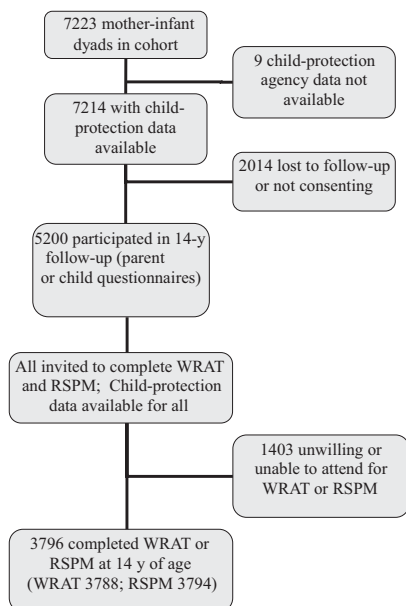 7223 mother-infant
dyads in cohort
9 child-protection
agency data not
available
7214 with child-
protection data
available
2014 lost to follow-up
or not consenting
5200 participated in 14-y
follow-up (parent
or child questionnaires)
All invited to complete WRAT
and RSPM; Child-protection
data available for all
1403 unwilling or
unable to attend for
WRAT or RSPM
3796 completed WRAT or
RSPM at 14 y of age
(WRAT 3788; RSPM 3794)